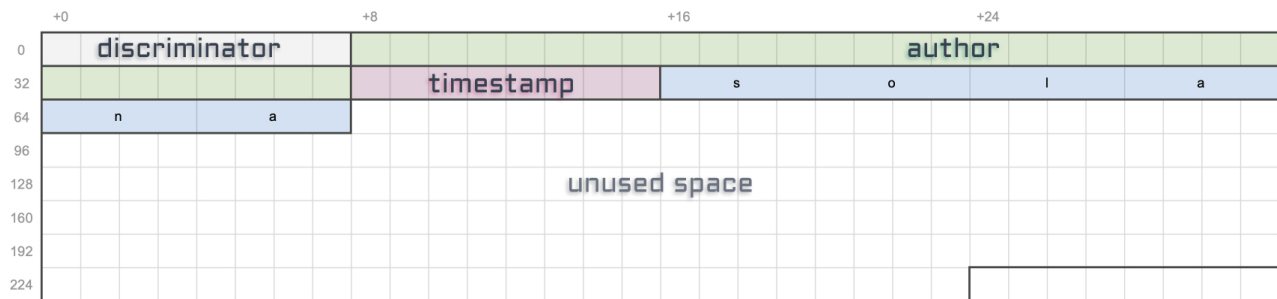 +0 +8 +16 +24
0 discriminator author
32 timestamp s o l a
64 n a
96
128 unused space
160
192
224